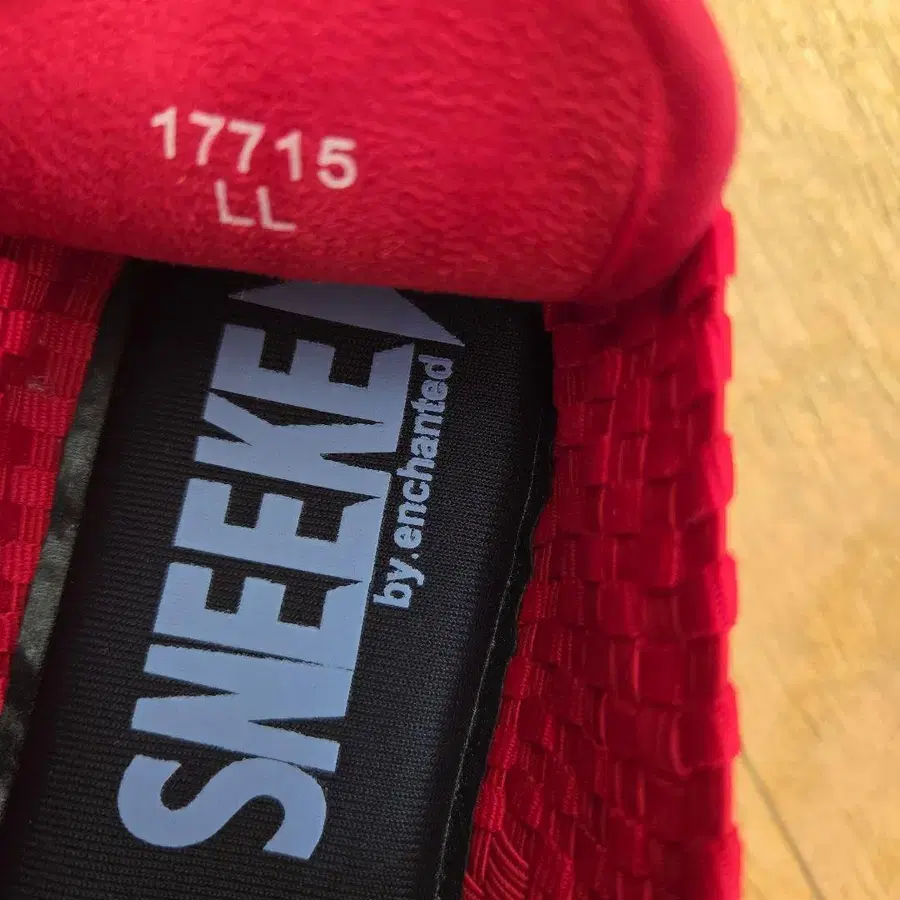 17715
LL
SNEEKE
by.enchanted